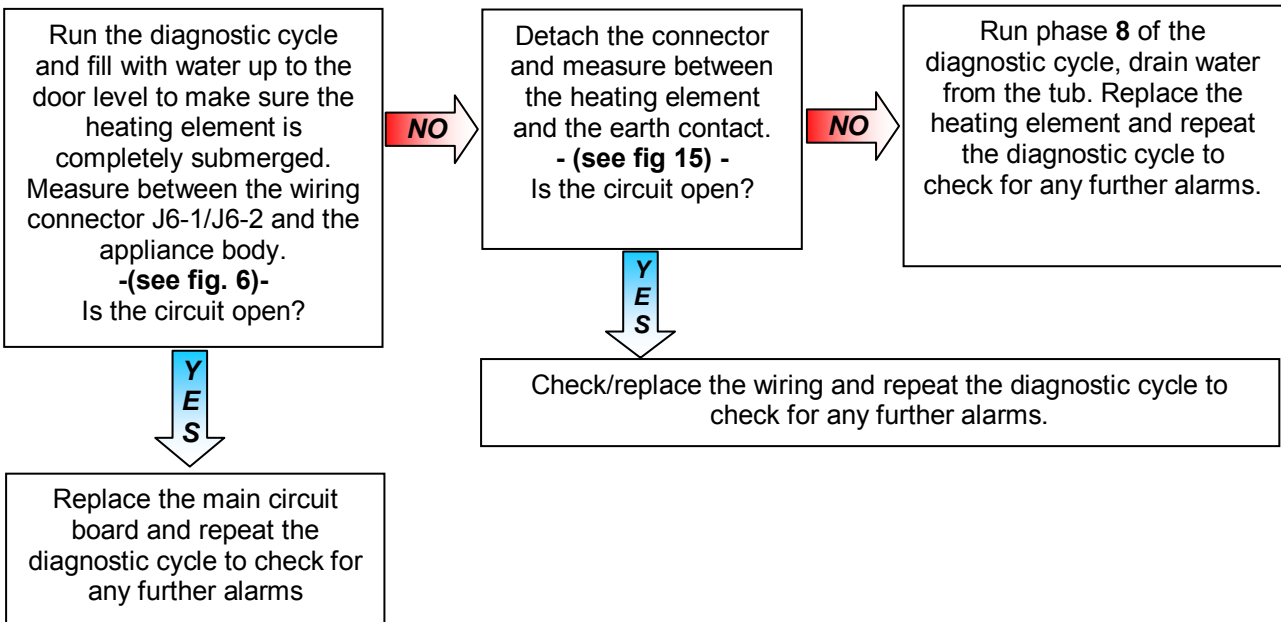 Run the diagnostic cycle
and fill with water up to the
door level to make sure the
heating element is
completely submerged.
Measure between the wiring
connector J6-1/J6-2 and the
appliance body.
-(see fig. 6)-
Is the circuit open?
NO
Detach the connector
and measure between
the heating element
and the earth contact.
- (see fig 15) -
Is the circuit open?
NO
Run phase 8 of the
diagnostic cycle, drain water
from the tub. Replace the
heating element and repeat
the diagnostic cycle to
check for any further alarms.
YES
Check/replace the wiring and repeat the diagnostic cycle to
check for any further alarms.
YES
Replace the main circuit
board and repeat the
diagnostic cycle to check for
any further alarms